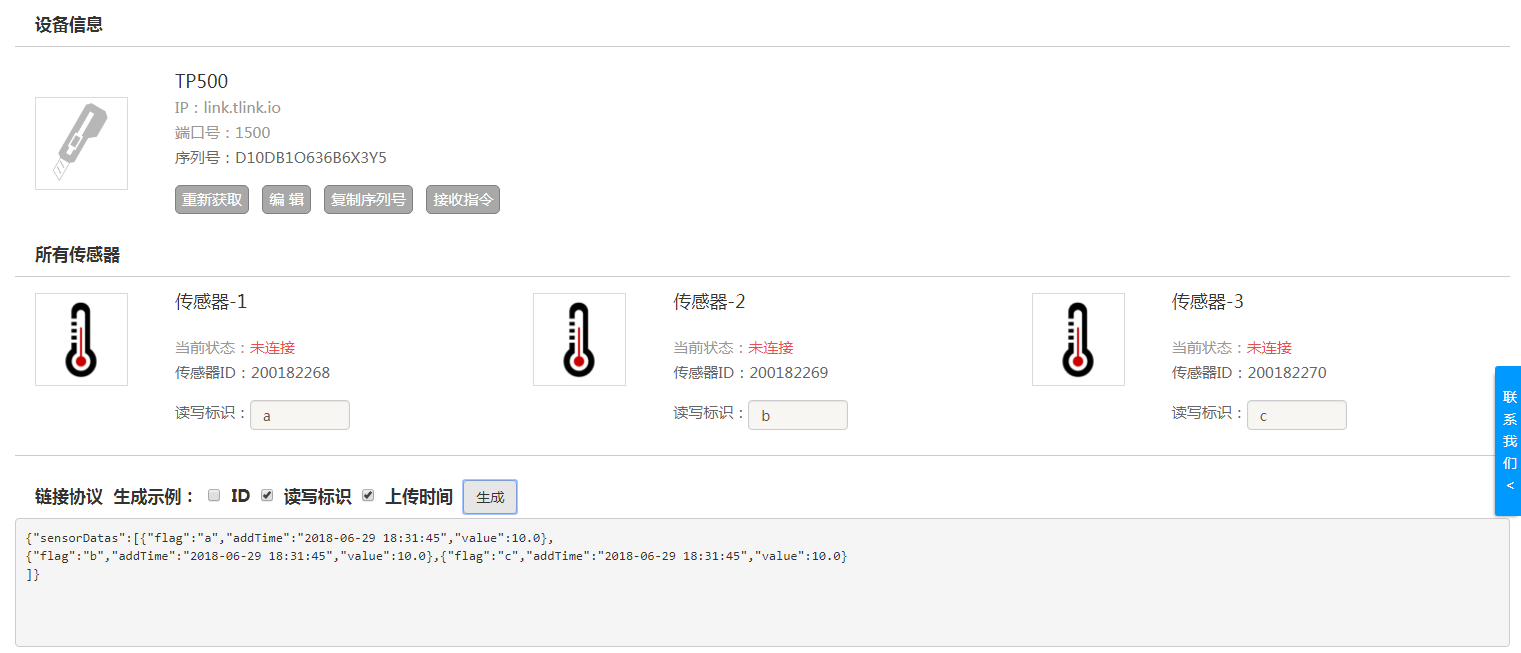 设备信息
TP500
IP：link.tlink.io
端口号：1500
序列号：D10DB1O636B6X3Y5
重新获取 编 辑 复制序列号 接收指令
所有传感器
传感器-1
当前状态：未连接
传感器ID：200182268
读写标识： a
传感器-2
当前状态：未连接
传感器ID：200182269
读写标识： b
传感器-3
当前状态：未连接
传感器ID：200182270
读写标识： c
联系我们 <
链接协议 生成示例： ID 读写标识 上传时间 生成
{"sensorDatas":[{"flag":"a","addTime":"2018-06-29 18:31:45","value":10.0},
{"flag":"b","addTime":"2018-06-29 18:31:45","value":10.0},{"flag":"c","addTime":"2018-06-29 18:31:45","value":10.0}
]}